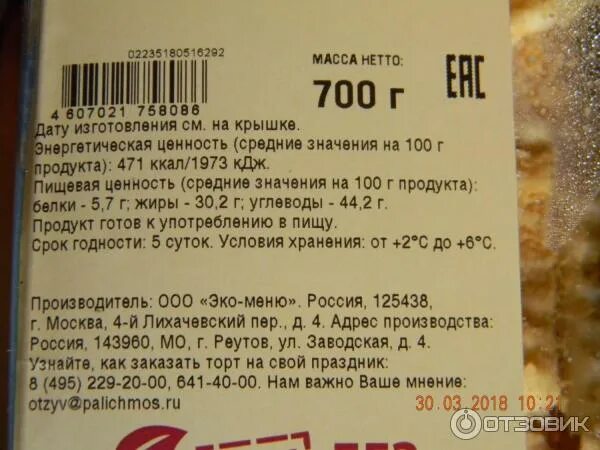 02235180516292
МАССА НЕТТО:
700 г
ЕАС
4 607021 758086
Дату изготовления см. на крышке.
Энергетическая ценность (средние значения на 100 г
продукта): 471 ккал/1973 кДж.
Пищевая ценность (средние значения на 100 г продукта):
белки - 5,7 г; жиры - 30,2 г; углеводы - 44,2 г.
Продукт готов к употреблению в пищу.
Срок годности: 5 суток. Условия хранения: от +2°С до +6°С.
Производитель: ООО «Эко-меню». Россия, 125438,
г. Москва, 4-й Лихачевский пер., д. 4. Адрес производства:
Россия, 143960, МО, г. Реутов, ул. Заводская, д. 4.
Узнайте, как заказать торт на свой праздник:
8 (495) 229-20-00, 641-40-00. Нам важно Ваше мнение:
otzyv@palichmos.ru
30.03.2018 10:21
ОТЗОВИК